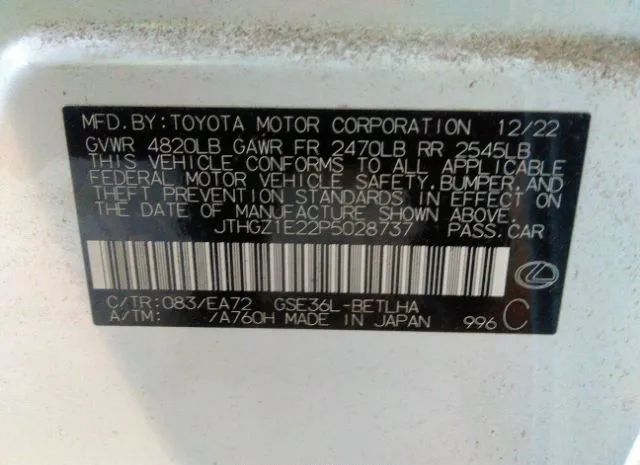 MFD.BY:TOYOTA MOTOR CORPORATION 12/22
GVWR 4820LB GAWR FR 2470LB RR 2545LB
THIS VEHICLE CONFORMS TO ALL APPLICABLE
FEDERAL MOTOR VEHICLE SAFETY, BUMPER, AND
THEFT PREVENTION STANDARDS IN EFFECT ON
THE DATE OF MANUFACTURE SHOWN ABOVE.
JTHGZ1E22P5028737 PASS.CAR
C/TR:083/EA72 GSE36L-BETLHA
A/TM: /A760H MADE IN JAPAN 996 C